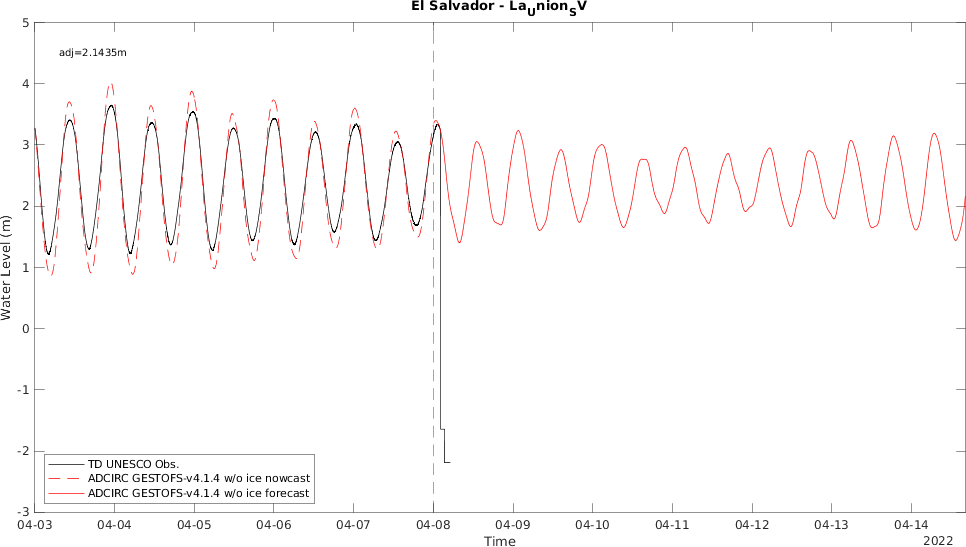 El Salvador - LaUnionSV
adj=2.1435m
Water Level (m)
5
4
3
2
1
0
-1
-2
-3
TD UNESCO Obs.
ADCIRC GESTOFS-v4.1.4 w/o ice nowcast
ADCIRC GESTOFS-v4.1.4 w/o ice forecast
04-03 04-04 04-05 04-06 04-07 04-08 04-09 04-10 04-11 04-12 04-13 04-14
Time
2022